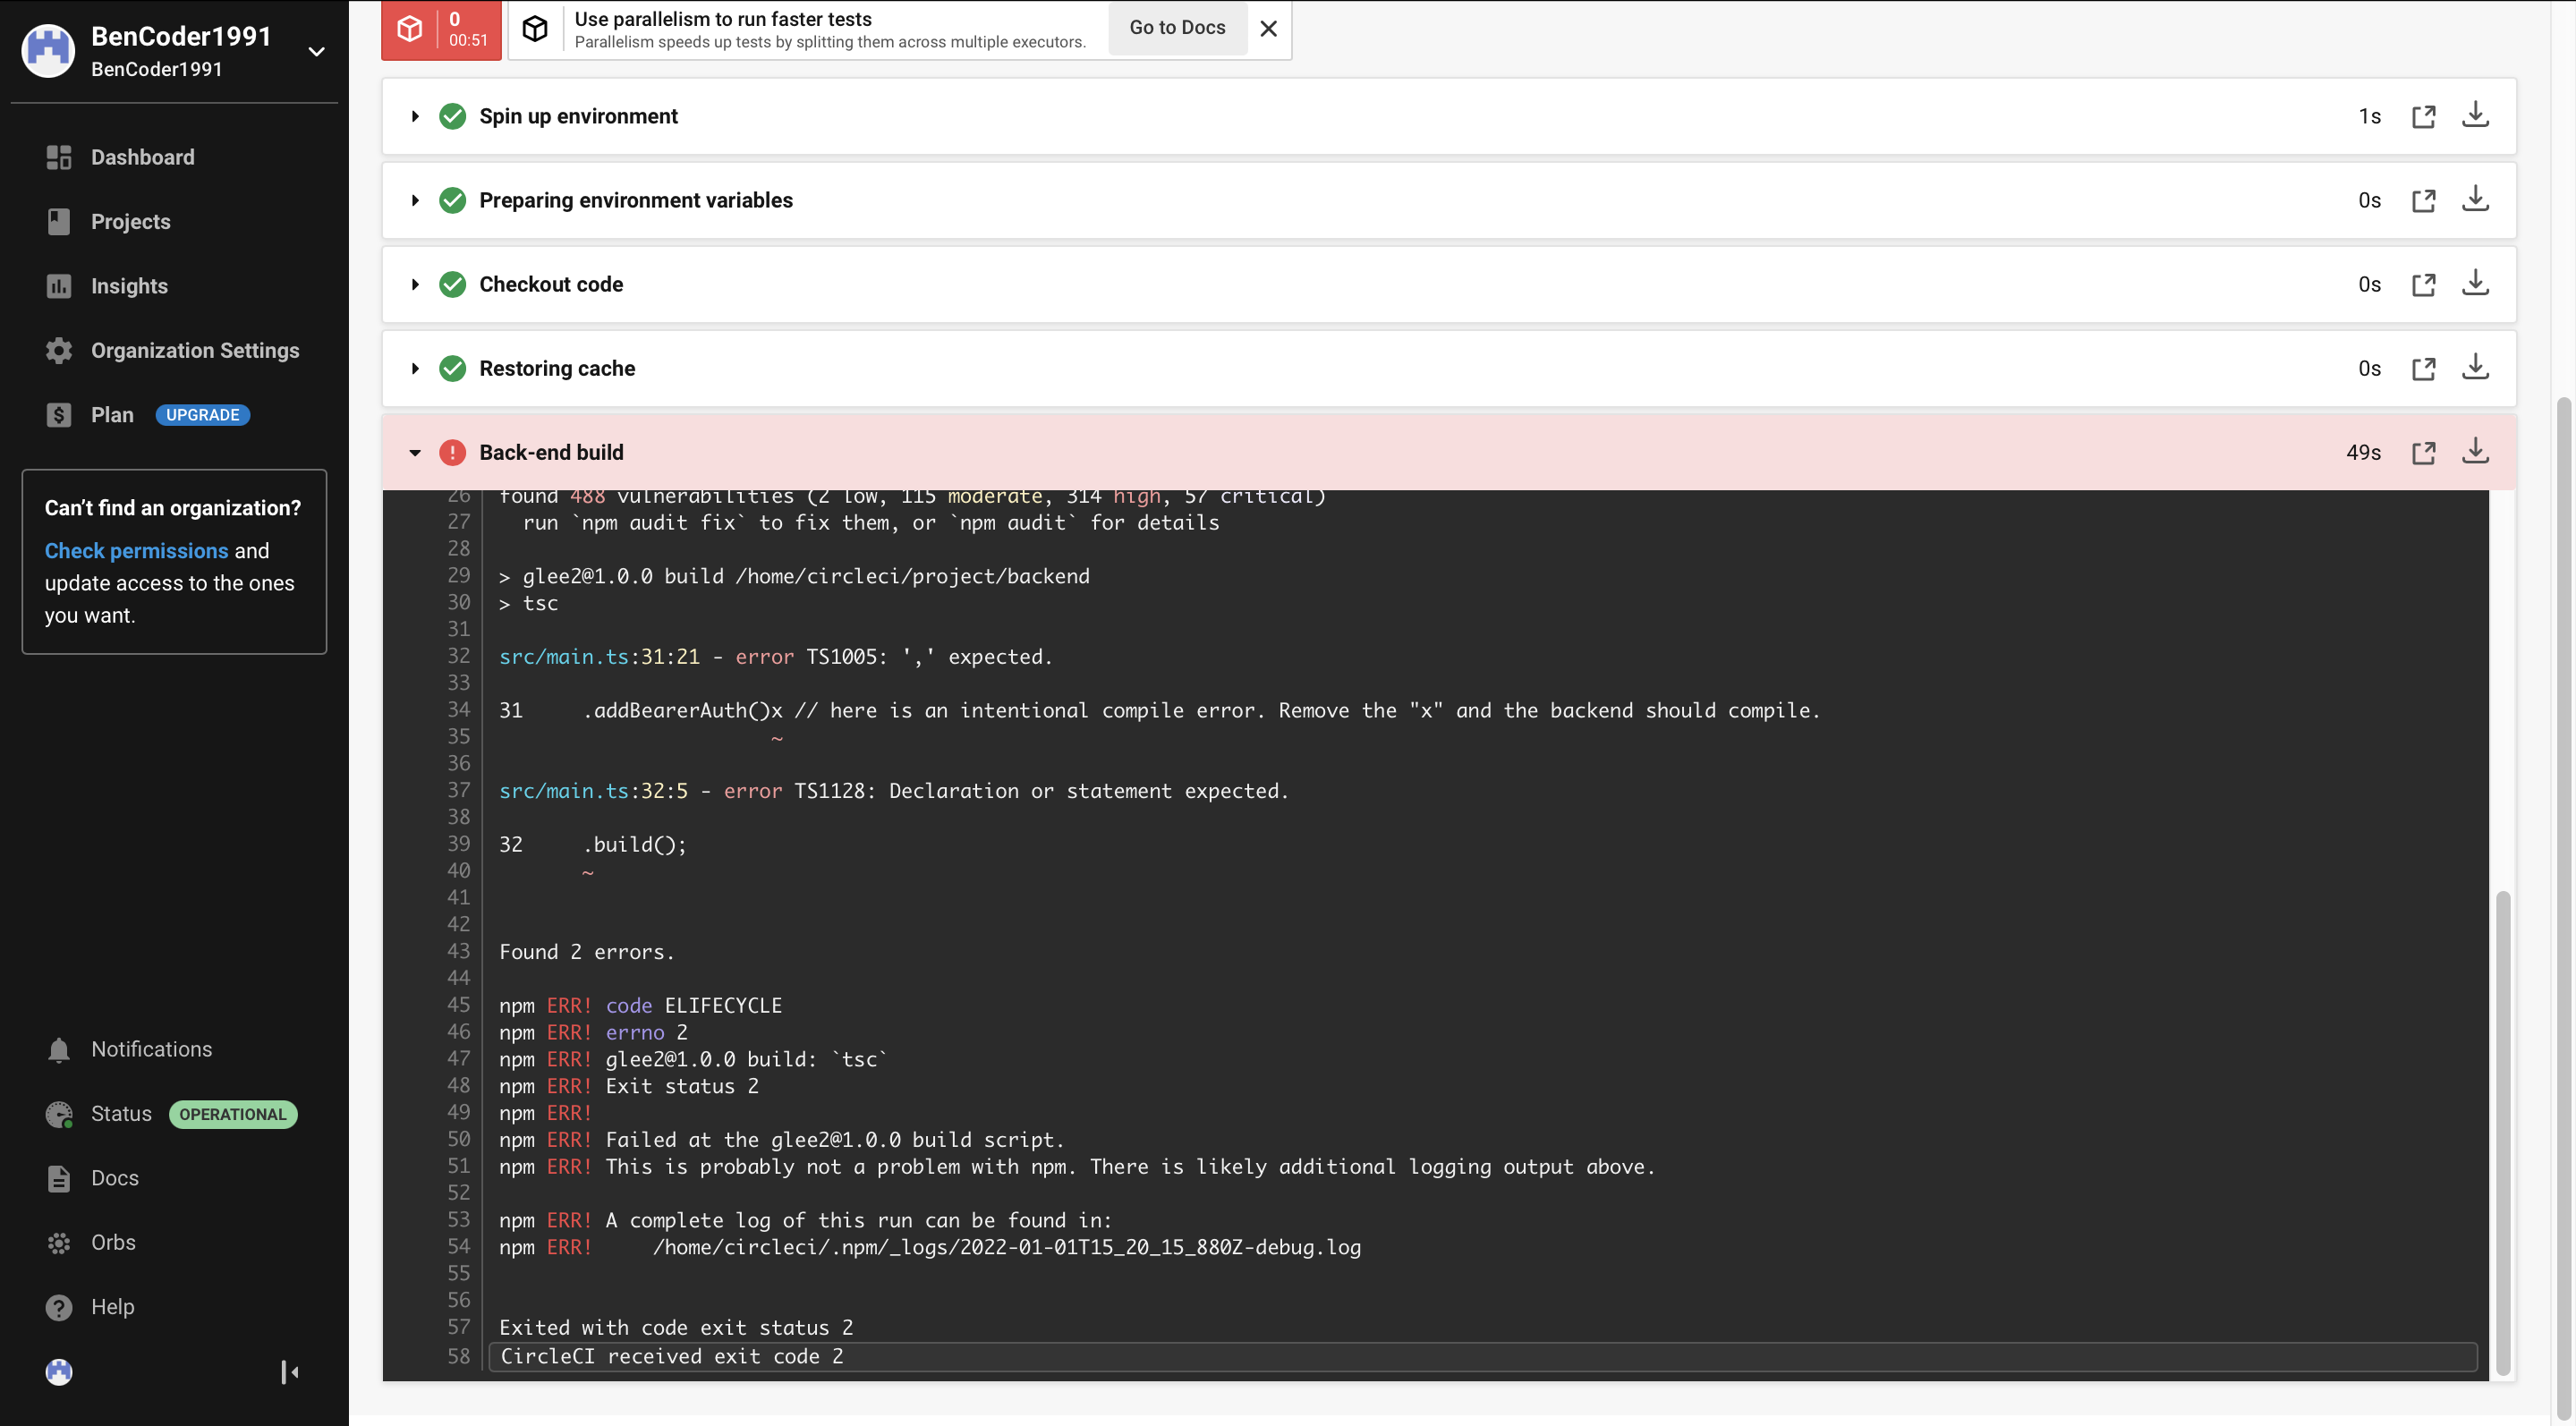 BenCoder1991
BenCoder1991
Dashboard
Projects
Insights
Organization Settings
Plan UPGRADE
Can't find an organization?
Check permissions and
update access to the ones
you want.
Notifications
Status OPERATIONAL
Docs
Orbs
Help
0
00:51
Use parallelism to run faster tests
Parallelism speeds up tests by splitting them across multiple executors.
Go to Docs
Spin up environment 1s
Preparing environment variables 0s
Checkout code 0s
Restoring cache 0s
Back-end build 49s
26 found 488 vulnerabilities (2 low, 115 moderate, 314 high, 57 critical)
27 run `npm audit fix` to fix them, or `npm audit` for details
28
29 > glee2@1.0.0 build /home/circleci/project/backend
30 > tsc
31
32 src/main.ts:31:21 - error TS1005: ',' expected.
33
34 31     .addBearerAuth()x // here is an intentional compile error. Remove the "x" and the backend should compile.
35 ~
36
37 src/main.ts:32:5 - error TS1128: Declaration or statement expected.
38
39 32     .build();
40 ~
41
42
43 Found 2 errors.
44
45 npm ERR! code ELIFECYCLE
46 npm ERR! errno 2
47 npm ERR! glee2@1.0.0 build: `tsc`
48 npm ERR! Exit status 2
49 npm ERR!
50 npm ERR! Failed at the glee2@1.0.0 build script.
51 npm ERR! This is probably not a problem with npm. There is likely additional logging output above.
52
53 npm ERR! A complete log of this run can be found in:
54 npm ERR!     /home/circleci/.npm/_logs/2022-01-01T15_20_15_880Z-debug.log
55
56
57 Exited with code exit status 2
58 CircleCI received exit code 2